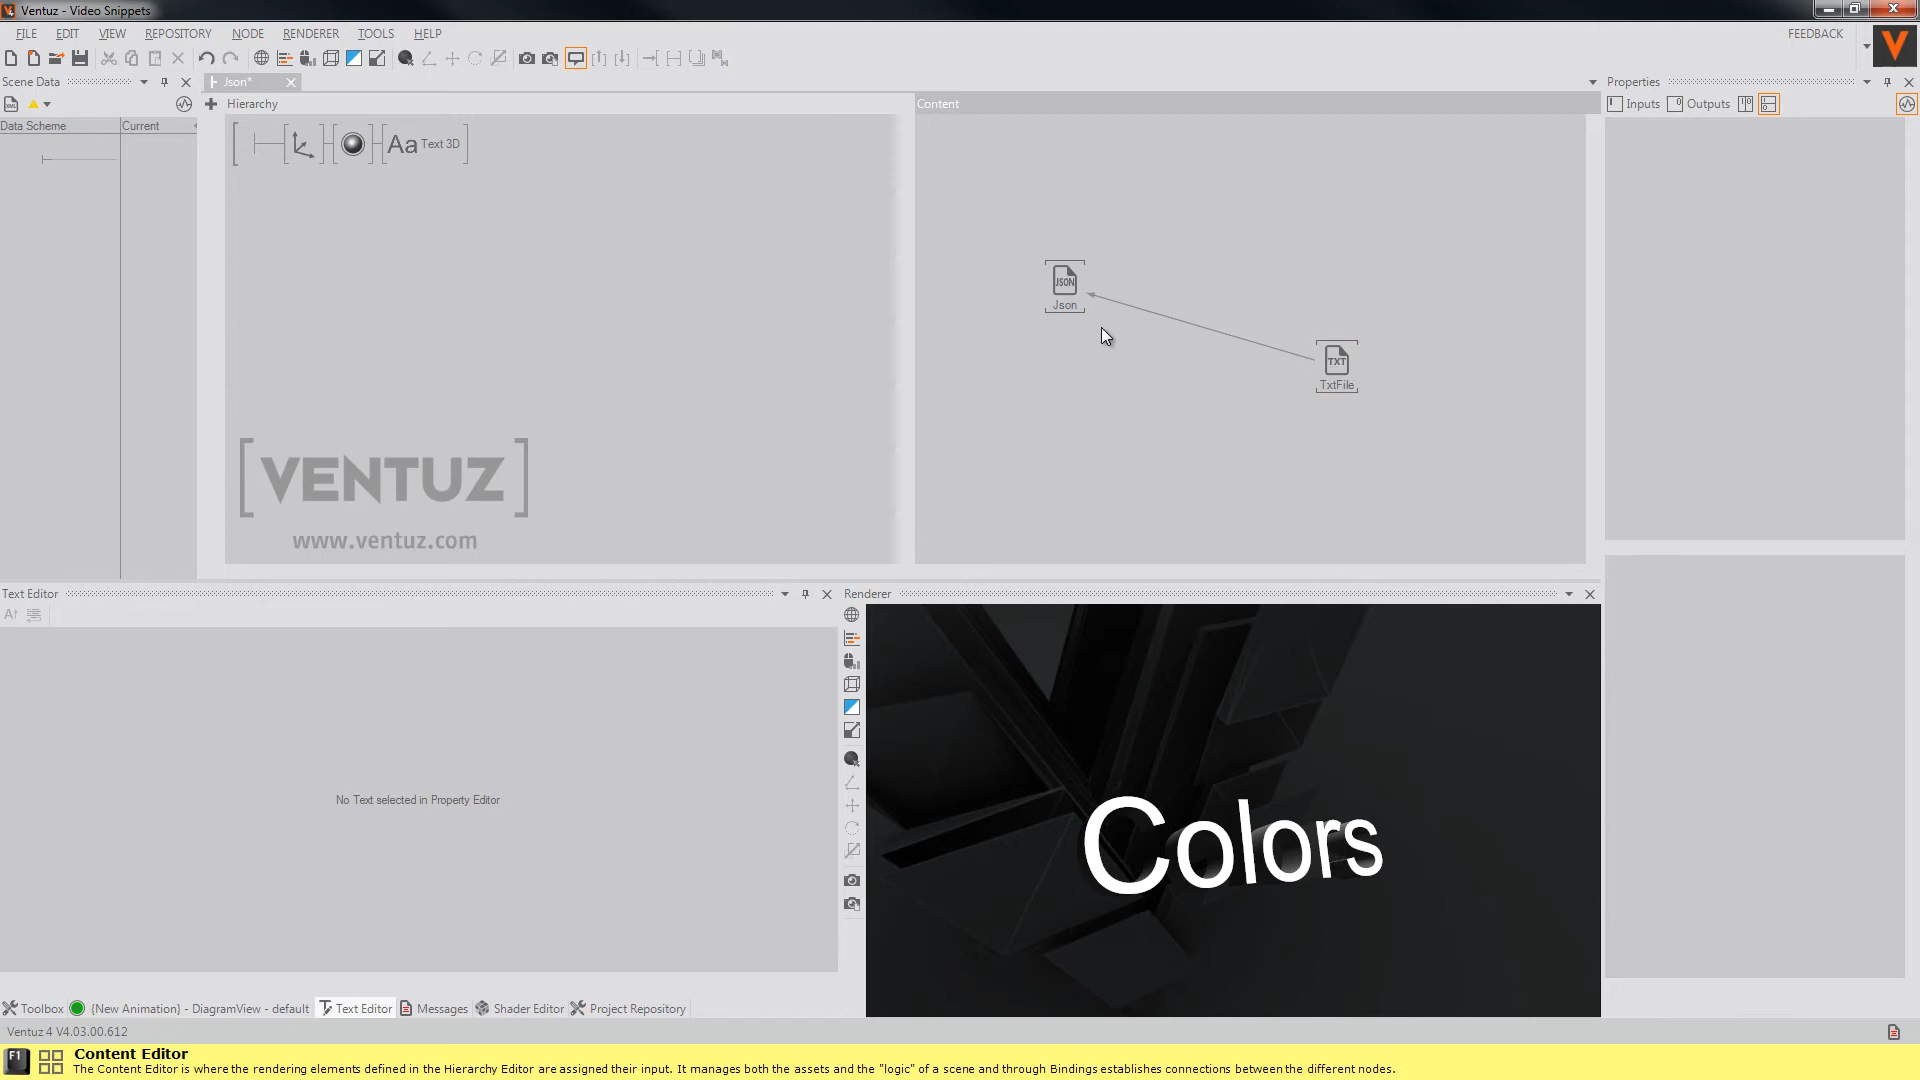 Ventuz - Video Snippets
FILE EDIT VIEW REPOSITORY NODE RENDERER TOOLS HELP
FEEDBACK
Scene Data
Json*
Properties
Hierarchy
Content
Inputs
Outputs
Data Scheme
Current
Aa Text 3D
JSON
Json
TXT
TxtFile
[VENTUZ]
www.ventuz.com
Text Editor
Renderer
No Text selected in Property Editor
Colors
Toolbox
{New Animation} - DiagramView - default
Text Editor
Messages
Shader Editor
Project Repository
Ventuz 4 V4.03.00.612
F1
Content Editor
The Content Editor is where the rendering elements defined in the Hierarchy Editor are assigned their input. It manages both the assets and the "logic" of a scene and through Bindings establishes connections between the different nodes.